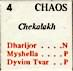 4 CHAOS
Chekalakh
Dharijor . . . .N
Myshella . . . .P
Dyvim Tvar . .P